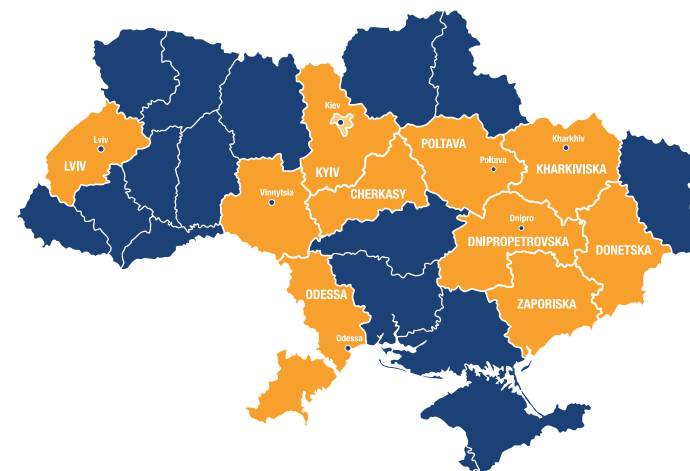 Kiev
Kharkhiv
Lviv
POLTAVA
LVIV
Poltava
KYIV
KHARKIVISKA
Vinnytsia
CHERKASY
Dnipro
DNIPROPETROVSKA
DONETSKA
ODESSA
ZAPORISKA
Odessa